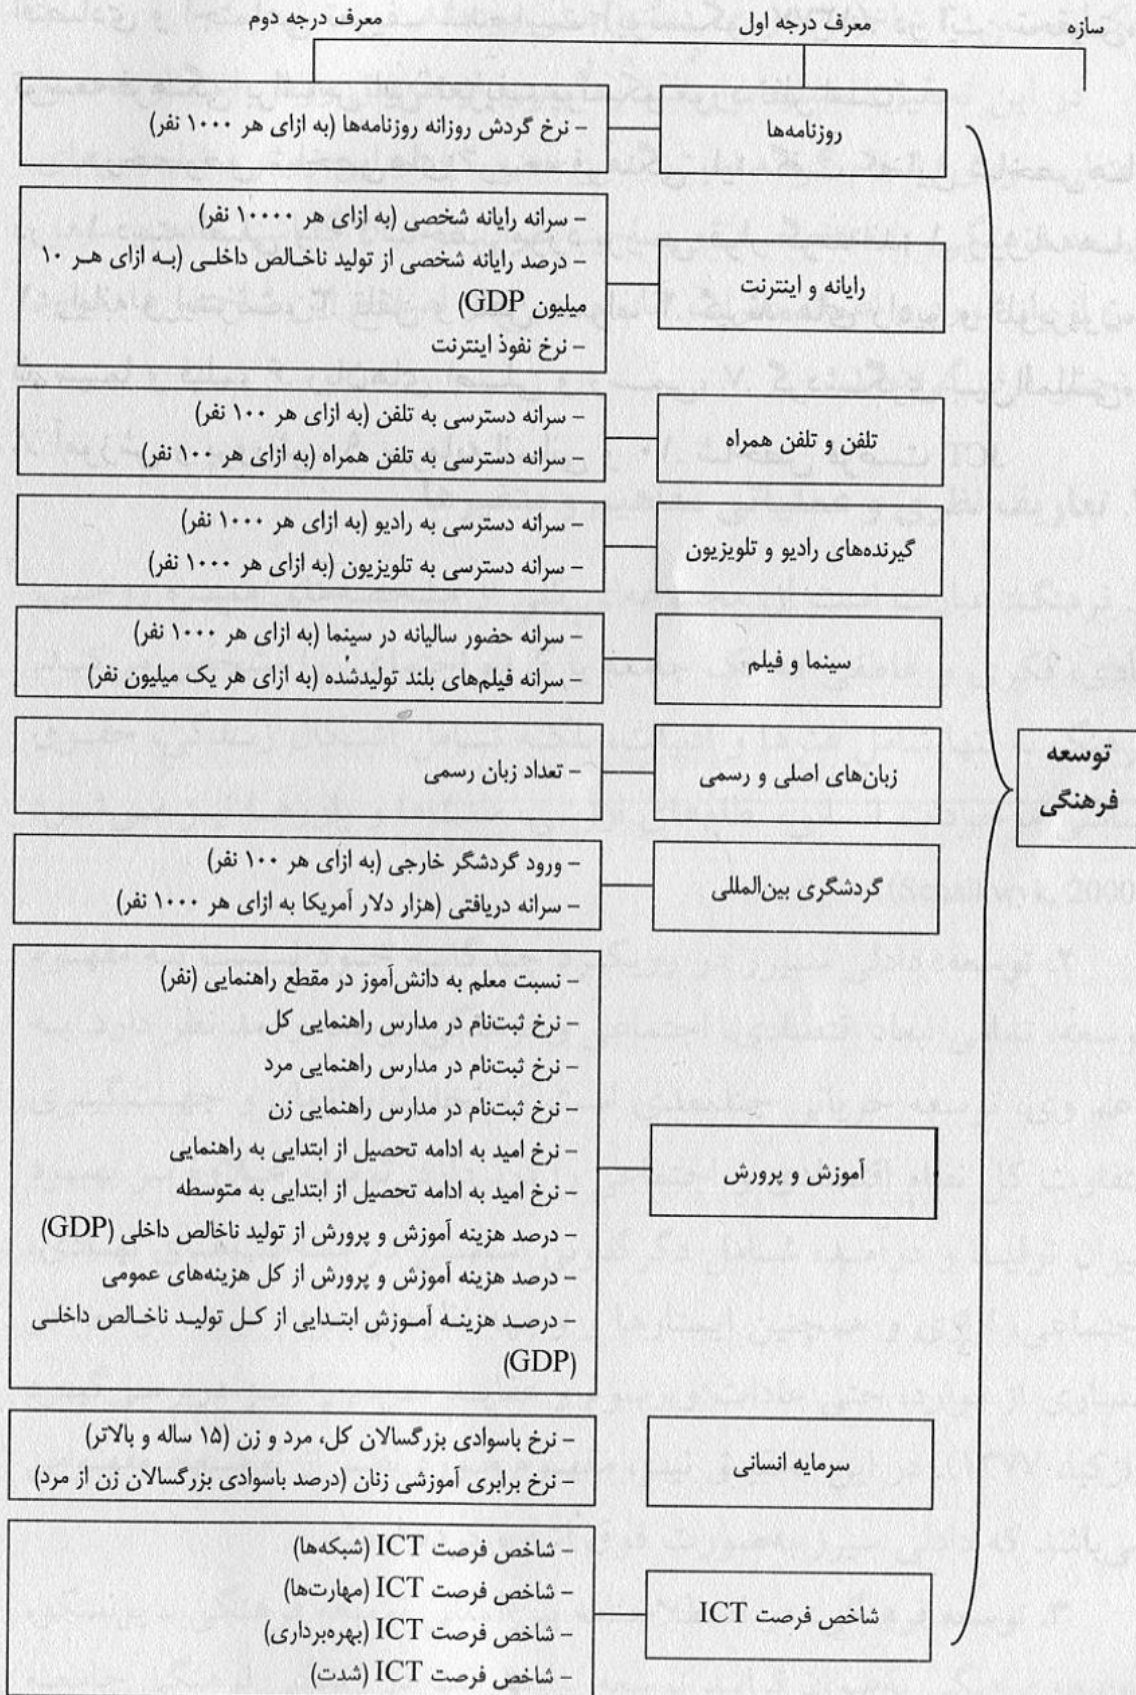 سازه
معرف درجه اول
معرف درجه دوم
توسعه
فرهنگی
روزنامه‌ها
– نرخ گردش روزانه روزنامه‌ها (به ازای هر ۱۰۰۰ نفر)
رایانه و اینترنت
– سرانه رایانه شخصی (به ازای هر ۱۰۰۰۰ نفر)
– درصد رایانه شخصی از تولید ناخالص داخلی (به ازای هر ۱۰
میلیون GDP)
– نرخ نفوذ اینترنت
تلفن و تلفن همراه
– سرانه دسترسی به تلفن (به ازای هر ۱۰۰ نفر)
– سرانه دسترسی به تلفن همراه (به ازای هر ۱۰۰ نفر)
گیرنده‌های رادیو و تلویزیون
– سرانه دسترسی به رادیو (به ازای هر ۱۰۰۰ نفر)
– سرانه دسترسی به تلویزیون (به ازای هر ۱۰۰۰ نفر)
سینما و فیلم
– سرانه حضور سالیانه در سینما (به ازای هر ۱۰۰۰ نفر)
– سرانه فیلم‌های بلند تولیدشده (به ازای هر یک میلیون نفر)
زبان‌های اصلی و رسمی
– تعداد زبان رسمی
گردشگری بین‌المللی
– ورود گردشگر خارجی (به ازای هر ۱۰۰ نفر)
– سرانه دریافتی (هزار دلار آمریکا به ازای هر ۱۰۰۰ نفر)
آموزش و پرورش
– نسبت معلم به دانش‌آموز در مقطع راهنمایی (نفر)
– نرخ ثبت‌نام در مدارس راهنمایی کل
– نرخ ثبت‌نام در مدارس راهنمایی مرد
– نرخ ثبت‌نام در مدارس راهنمایی زن
– نرخ امید به ادامه تحصیل از ابتدایی به راهنمایی
– نرخ امید به ادامه تحصیل از ابتدایی به متوسطه
– درصد هزینه آموزش و پرورش از تولید ناخالص داخلی (GDP)
– درصد هزینه آموزش و پرورش از کل هزینه‌های عمومی
– درصد هزینه آموزش ابتدایی از کل تولید ناخالص داخلی
(GDP)
سرمایه انسانی
– نرخ باسوادی بزرگسالان کل، مرد و زن (۱۵ ساله و بالاتر)
– نرخ برابری آموزشی زنان (درصد باسوادی بزرگسالان زن از مرد)
شاخص فرصت ICT
– شاخص فرصت ICT (شبکه‌ها)
– شاخص فرصت ICT (مهارت‌ها)
– شاخص فرصت ICT (بهره‌برداری)
– شاخص فرصت ICT (شدت)